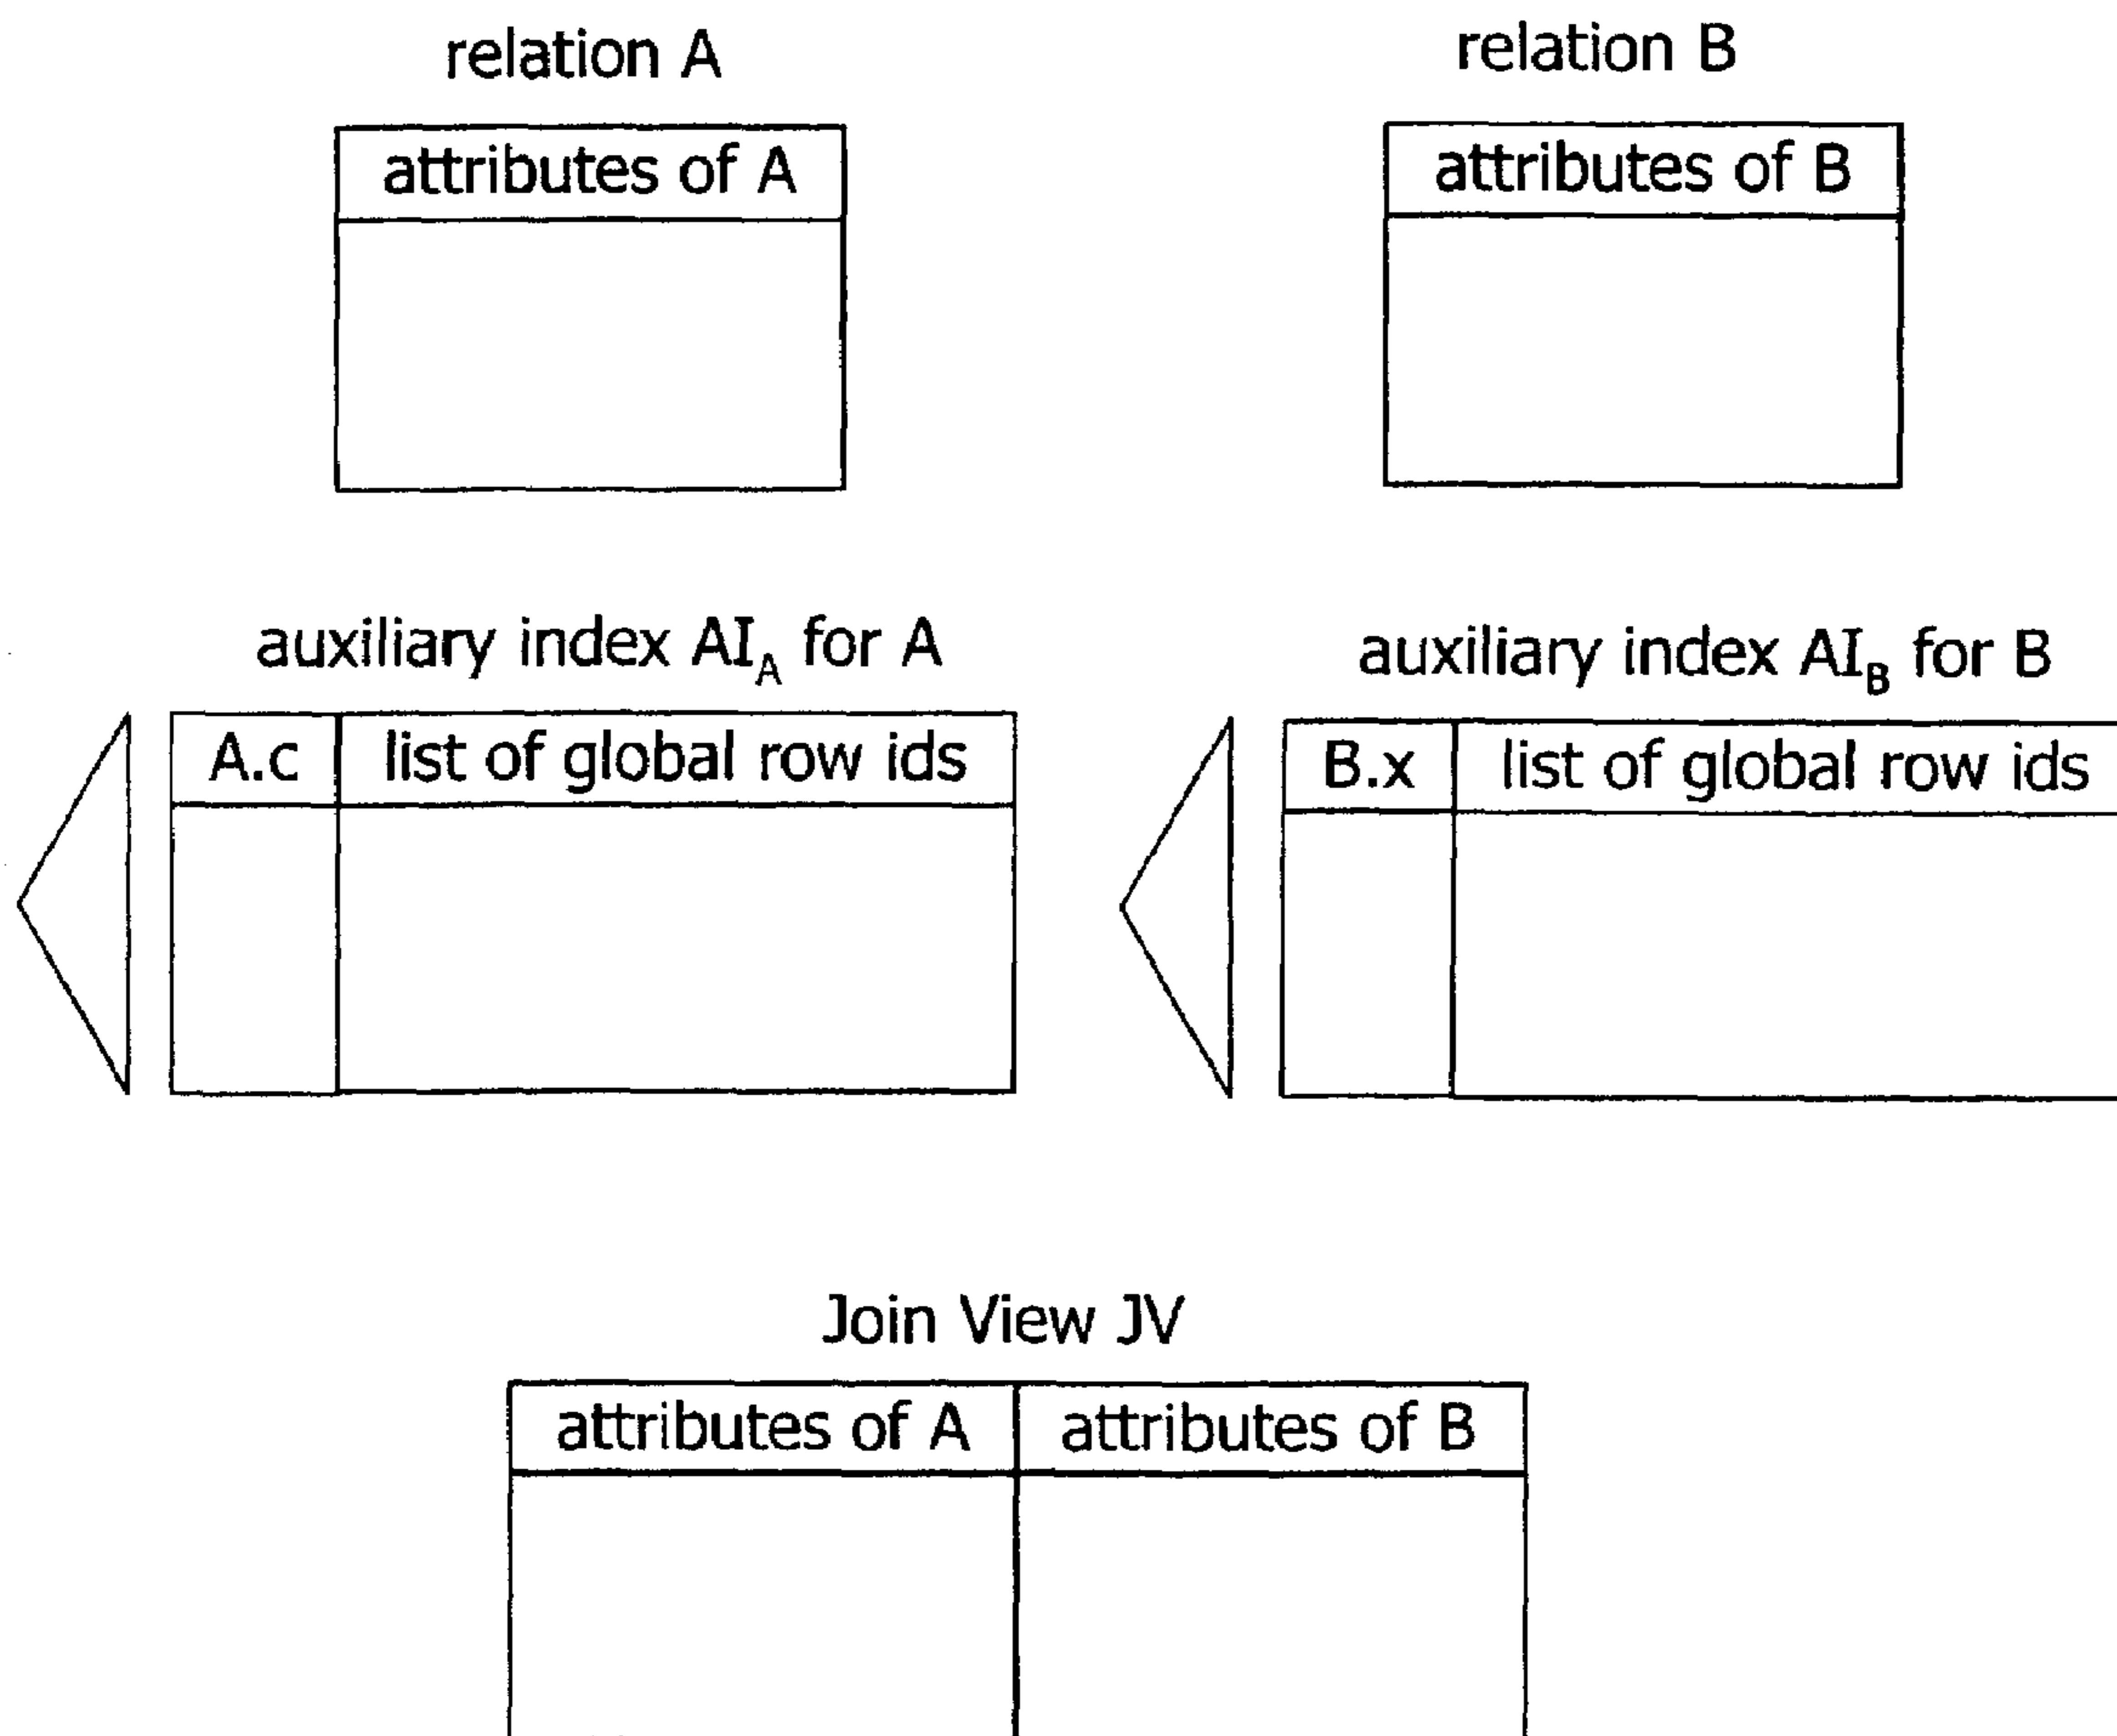 relation A
relation B
attributes of A
attributes of B
auxiliary index AI_A for A
auxiliary index AI_B for B
A.c
list of global row ids
B.x
list of global row ids
Join View JV
attributes of A
attributes of B